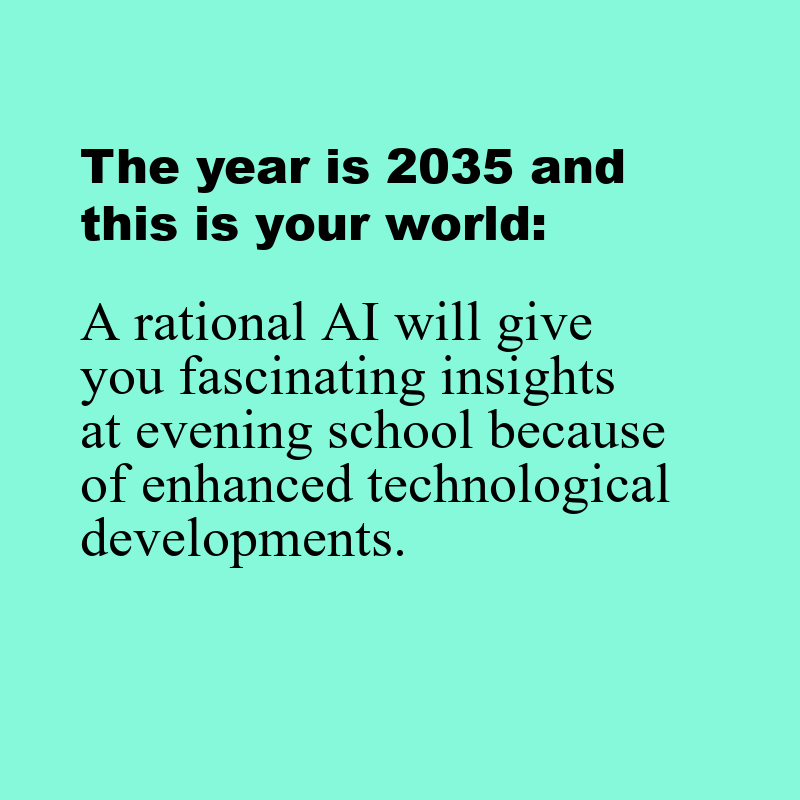 The year is 2035 and
this is your world:
A rational AI will give
you fascinating insights
at evening school because
of enhanced technological
developments.